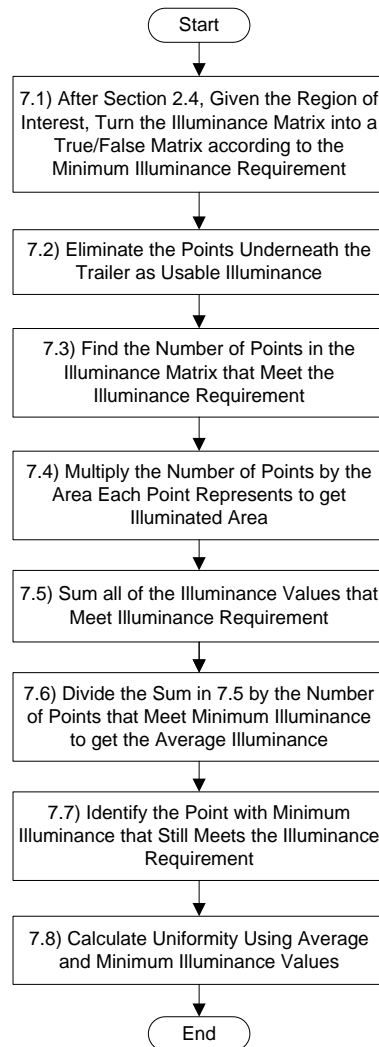 Start
7.1) After Section 2.4, Given the Region of
Interest, Turn the Illuminance Matrix into a
True/False Matrix according to the
Minimum Illuminance Requirement
7.2) Eliminate the Points Underneath the
Trailer as Usable Illuminance
7.3) Find the Number of Points in the
Illuminance Matrix that Meet the
Illuminance Requirement
7.4) Multiply the Number of Points by the
Area Each Point Represents to get
Illuminated Area
7.5) Sum all of the Illuminance Values that
Meet Illuminance Requirement
7.6) Divide the Sum in 7.5 by the Number
of Points that Meet Minimum Illuminance
to get the Average Illuminance
7.7) Identify the Point with Minimum
Illuminance that Still Meets the Illuminance
Requirement
7.8) Calculate Uniformity Using Average
and Minimum Illuminance Values
End